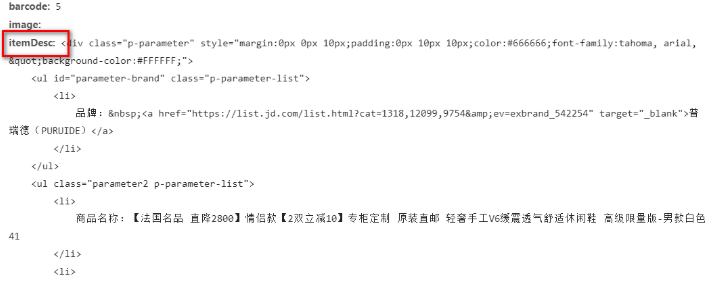 barcode: 5
image:
itemDesc: <div class="p-parameter" style="margin:0px 0px 10px;padding:0px 10px 10px;color:#666666;font-family:tahoma, arial,
&quot;background-color:#FFFFFF;">
<ul id="parameter-brand" class="p-parameter-list">
<li>
品牌：&nbsp;<a href="https://list.jd.com/list.html?cat=1318,12099,9754&amp;ev=exbrand_542254" target="_blank">普
瑞德（PURUIDE）</a>
</li>
</ul>
<ul class="parameter2 p-parameter-list">
<li>
商品名称：【法国名品 直降2800】情侣款【2双立减10】专柜定制 原装直邮 轻奢手工V6缓震透气舒适休闲鞋 高级限量版-男款白色
41
</li>
<li>